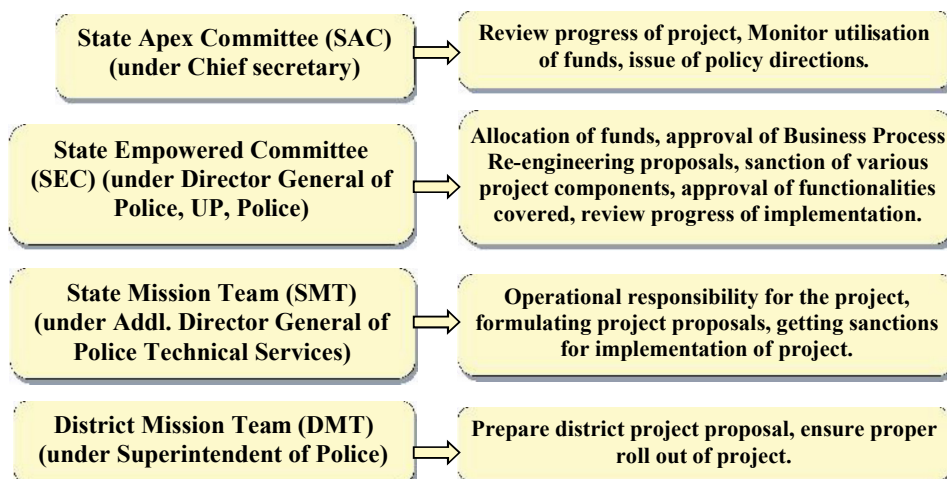 State Apex Committee (SAC)
(under Chief secretary)
Review progress of project, Monitor utilisation
of funds, issue of policy directions.
State Empowered Committee
(SEC) (under Director General of
Police, UP, Police)
Allocation of funds, approval of Business Process
Re-engineering proposals, sanction of various
project components, approval of functionalities
covered, review progress of implementation.
State Mission Team (SMT)
(under Addl. Director General of
Police Technical Services)
Operational responsibility for the project,
formulating project proposals, getting sanctions
for implementation of project.
District Mission Team (DMT)
(under Superintendent of Police)
Prepare district project proposal, ensure proper
roll out of project.